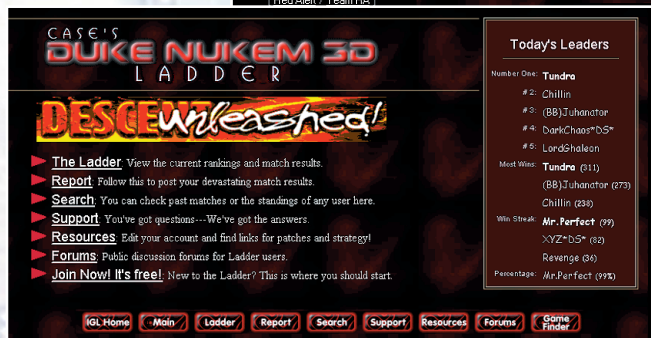 [ Red Alert / Team RA ]
CASE'S
DUKE NUKEM 3D
LADDER
DESCENT unleashed!
The Ladder: View the current rankings and match results.
Report: Follow this to post your devastating match results.
Search: You can check past matches or the standings of any user here.
Support: You've got questions---We've got the answers.
Resources: Edit your account and find links for patches and strategy!
Forums: Public discussion forums for Ladder users.
Join Now! It's free!: New to the Ladder? This is where you should start.
Today's Leaders
Number One: Tundra
#2: Chillin
#3: (BB)Juhanator
#4: DarkChaos*DS*
#5: LordGhaleon
Most Wins: Tundra (311)
(BB)Juhanator (273)
Chillin (238)
Win Streak: Mr.Perfect (99)
XYZ*DS* (82)
Revenge (36)
Percentage: Mr.Perfect (99%)
IGL Home Main Ladder Report Search Support Resources Forums Game Finder